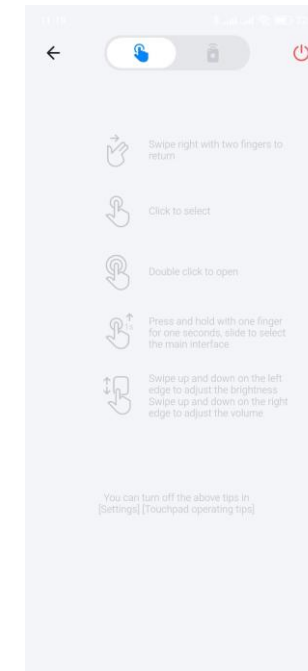 Swipe right with two fingers to
return
Click to select
Double click to open
1s
Press and hold with one finger
for one seconds, slide to select
the main interface
Swipe up and down on the left
edge to adjust the brightness
Swipe up and down on the right
edge to adjust the volume
You can turn off the above tips in
[Settings] [Touchpad operating tips]